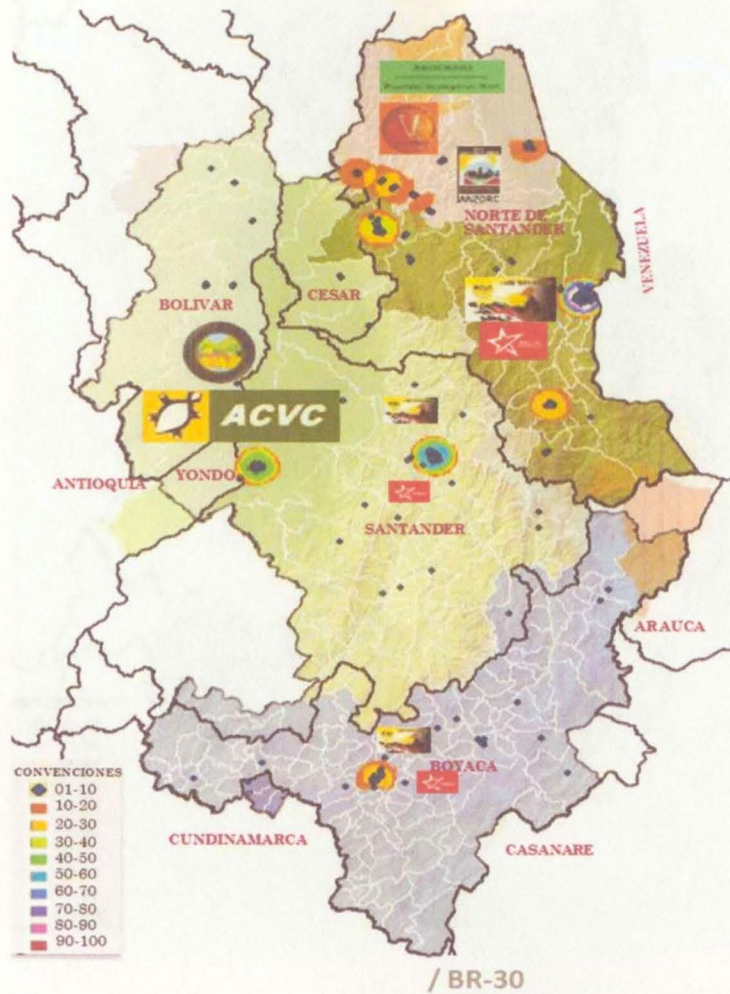 ANZORC
NORTE DE
SANTANDER
VENEZUELA
BOLIVAR
CESAR
ACVC
ANTIOQUIA
YONDO
SANTANDER
ARAUCA
BOYACA
CUNDINAMARCA
CASANARE
CONVENCIONES
01-10
10-20
20-30
30-40
40-50
50-60
60-70
70-80
80-90
90-100
/ BR-30